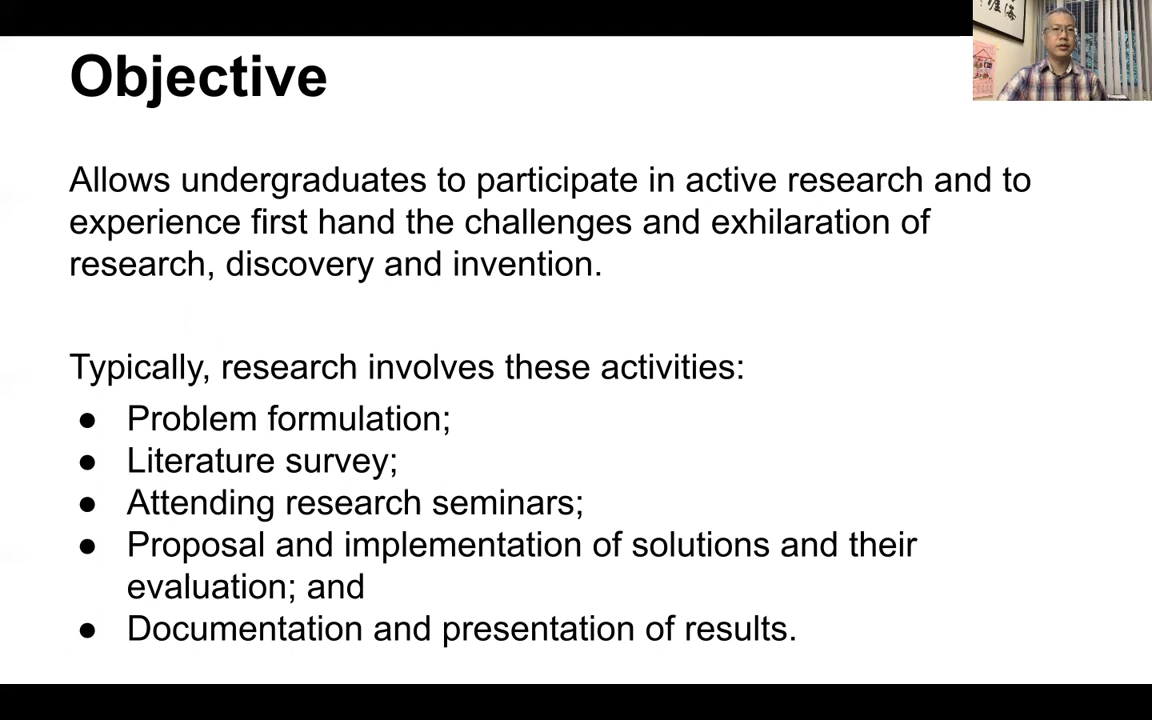 Objective
Allows undergraduates to participate in active research and to
experience first hand the challenges and exhilaration of
research, discovery and invention.
Typically, research involves these activities:
● Problem formulation;
● Literature survey;
● Attending research seminars;
● Proposal and implementation of solutions and their
evaluation; and
● Documentation and presentation of results.